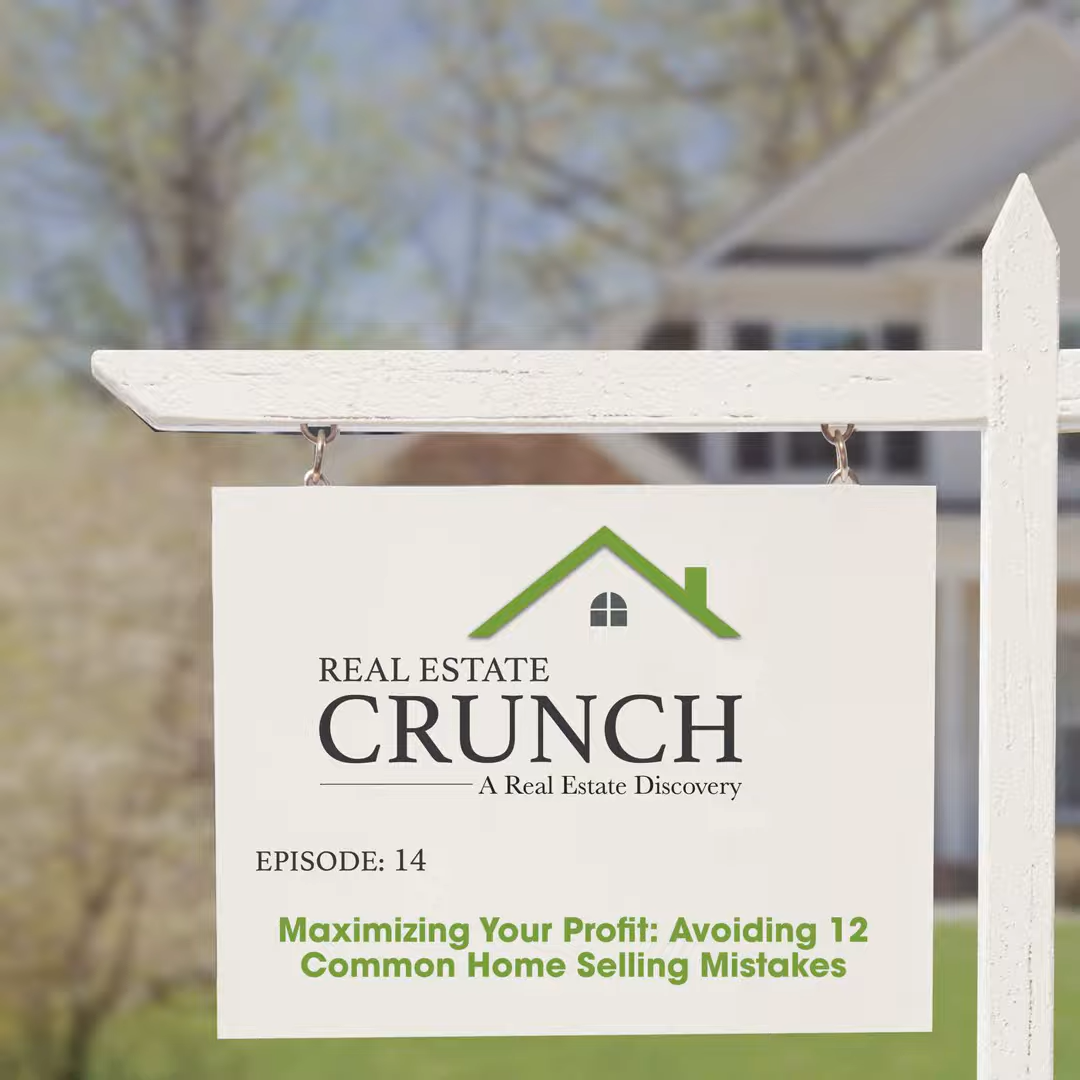 REAL ESTATE
CRUNCH
A Real Estate Discovery
EPISODE: 14
Maximizing Your Profit: Avoiding 12
Common Home Selling Mistakes